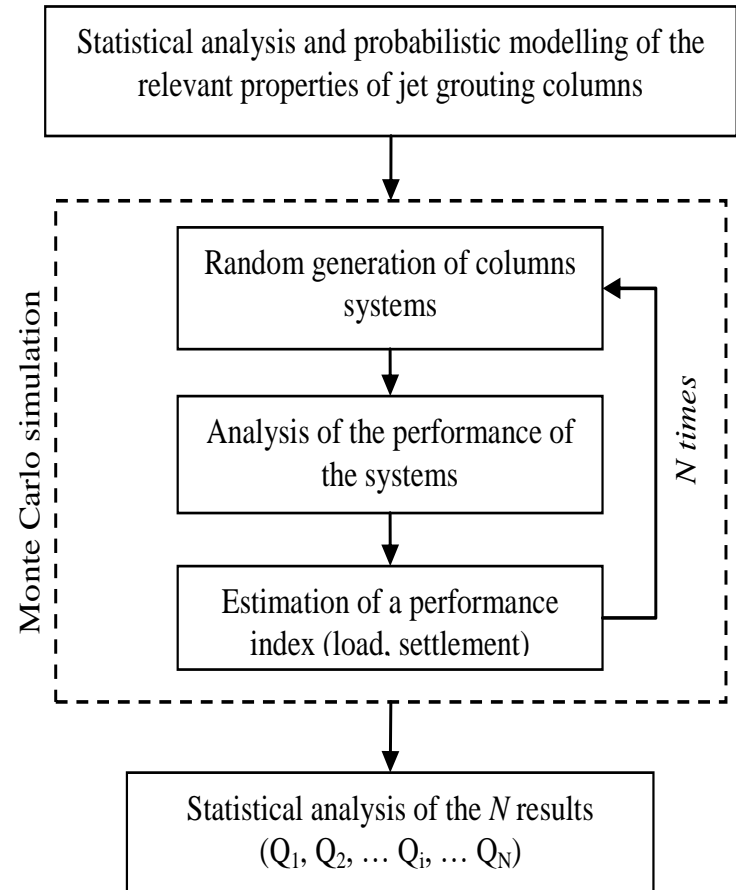 Statistical analysis and probabilistic modelling of the
relevant properties of jet grouting columns
Monte Carlo simulation
Random generation of columns
systems
Analysis of the performance of
the systems
Estimation of a performance
index (load, settlement)
N times
Statistical analysis of the N results
(Q₁, Q₂, … Qᵢ, … Q_N)